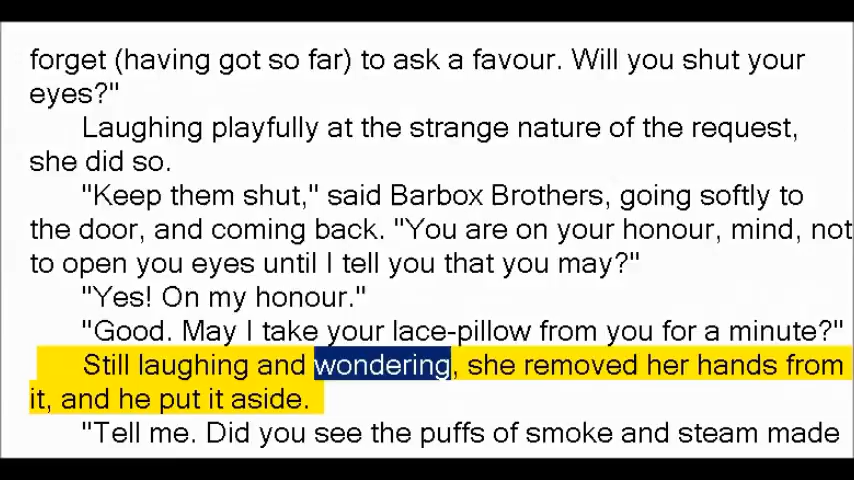 forget (having got so far) to ask a favour. Will you shut your
eyes?"
Laughing playfully at the strange nature of the request,
she did so.
"Keep them shut," said Barbox Brothers, going softly to
the door, and coming back. "You are on your honour, mind, not
to open you eyes until I tell you that you may?"
"Yes! On my honour."
"Good. May I take your lace-pillow from you for a minute?"
Still laughing and wondering, she removed her hands from
it, and he put it aside.
"Tell me. Did you see the puffs of smoke and steam made